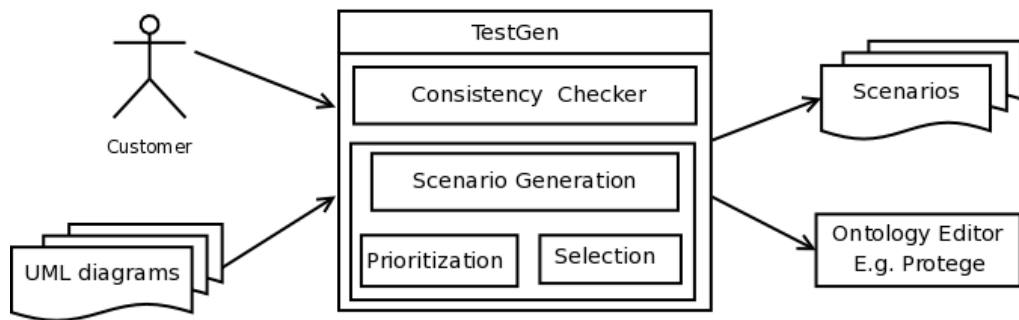 TestGen
Consistency Checker
Scenarios
Customer
Scenario Generation
Prioritization
Selection
UML diagrams
Ontology Editor
E.g. Protege